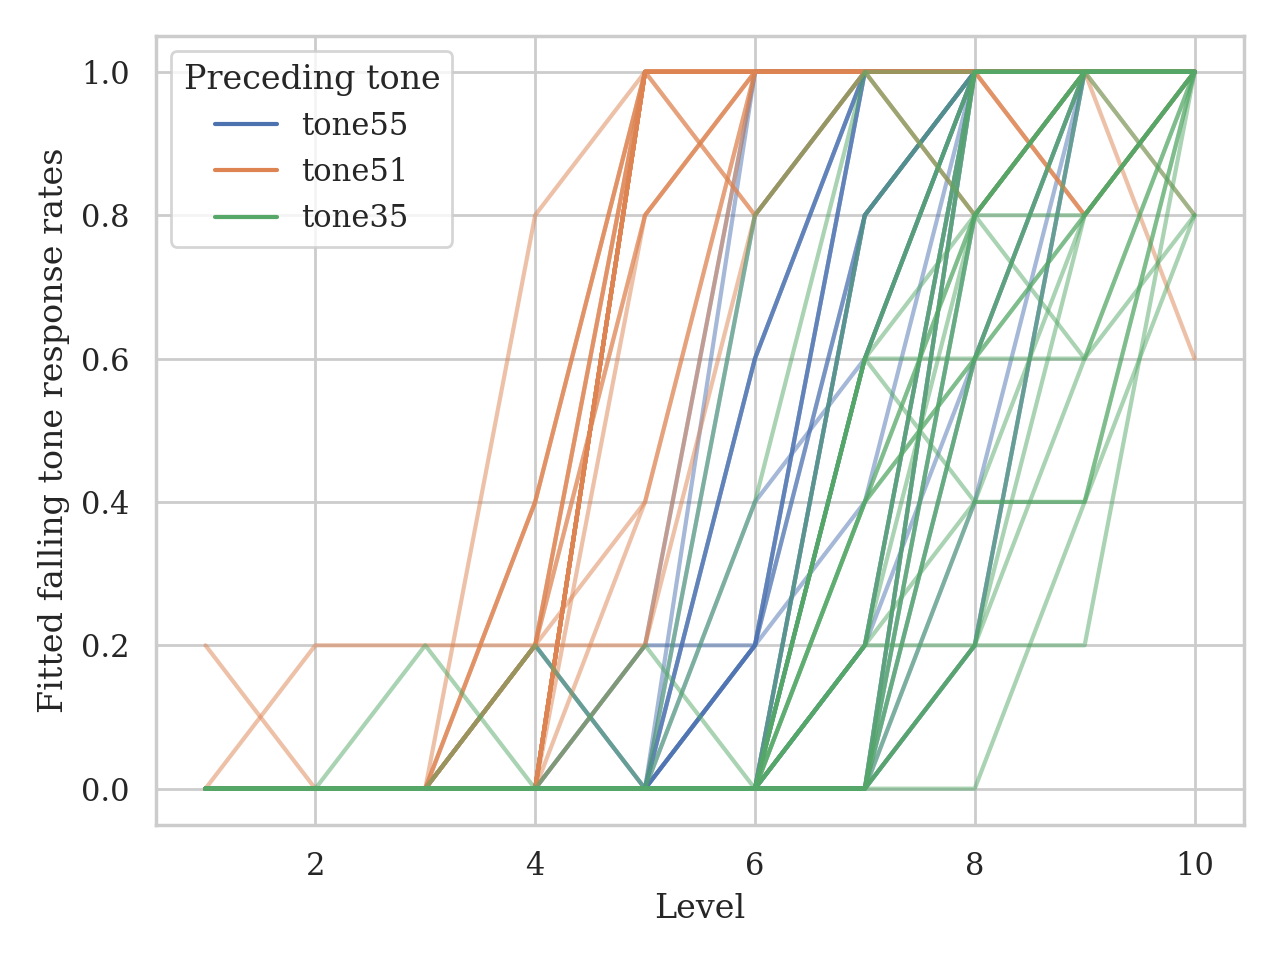 Preceding tone
tone55
tone51
tone35
Fitted falling tone response rates
1.0
0.8
0.6
0.4
0.2
0.0
2 4 6 8 10
Level